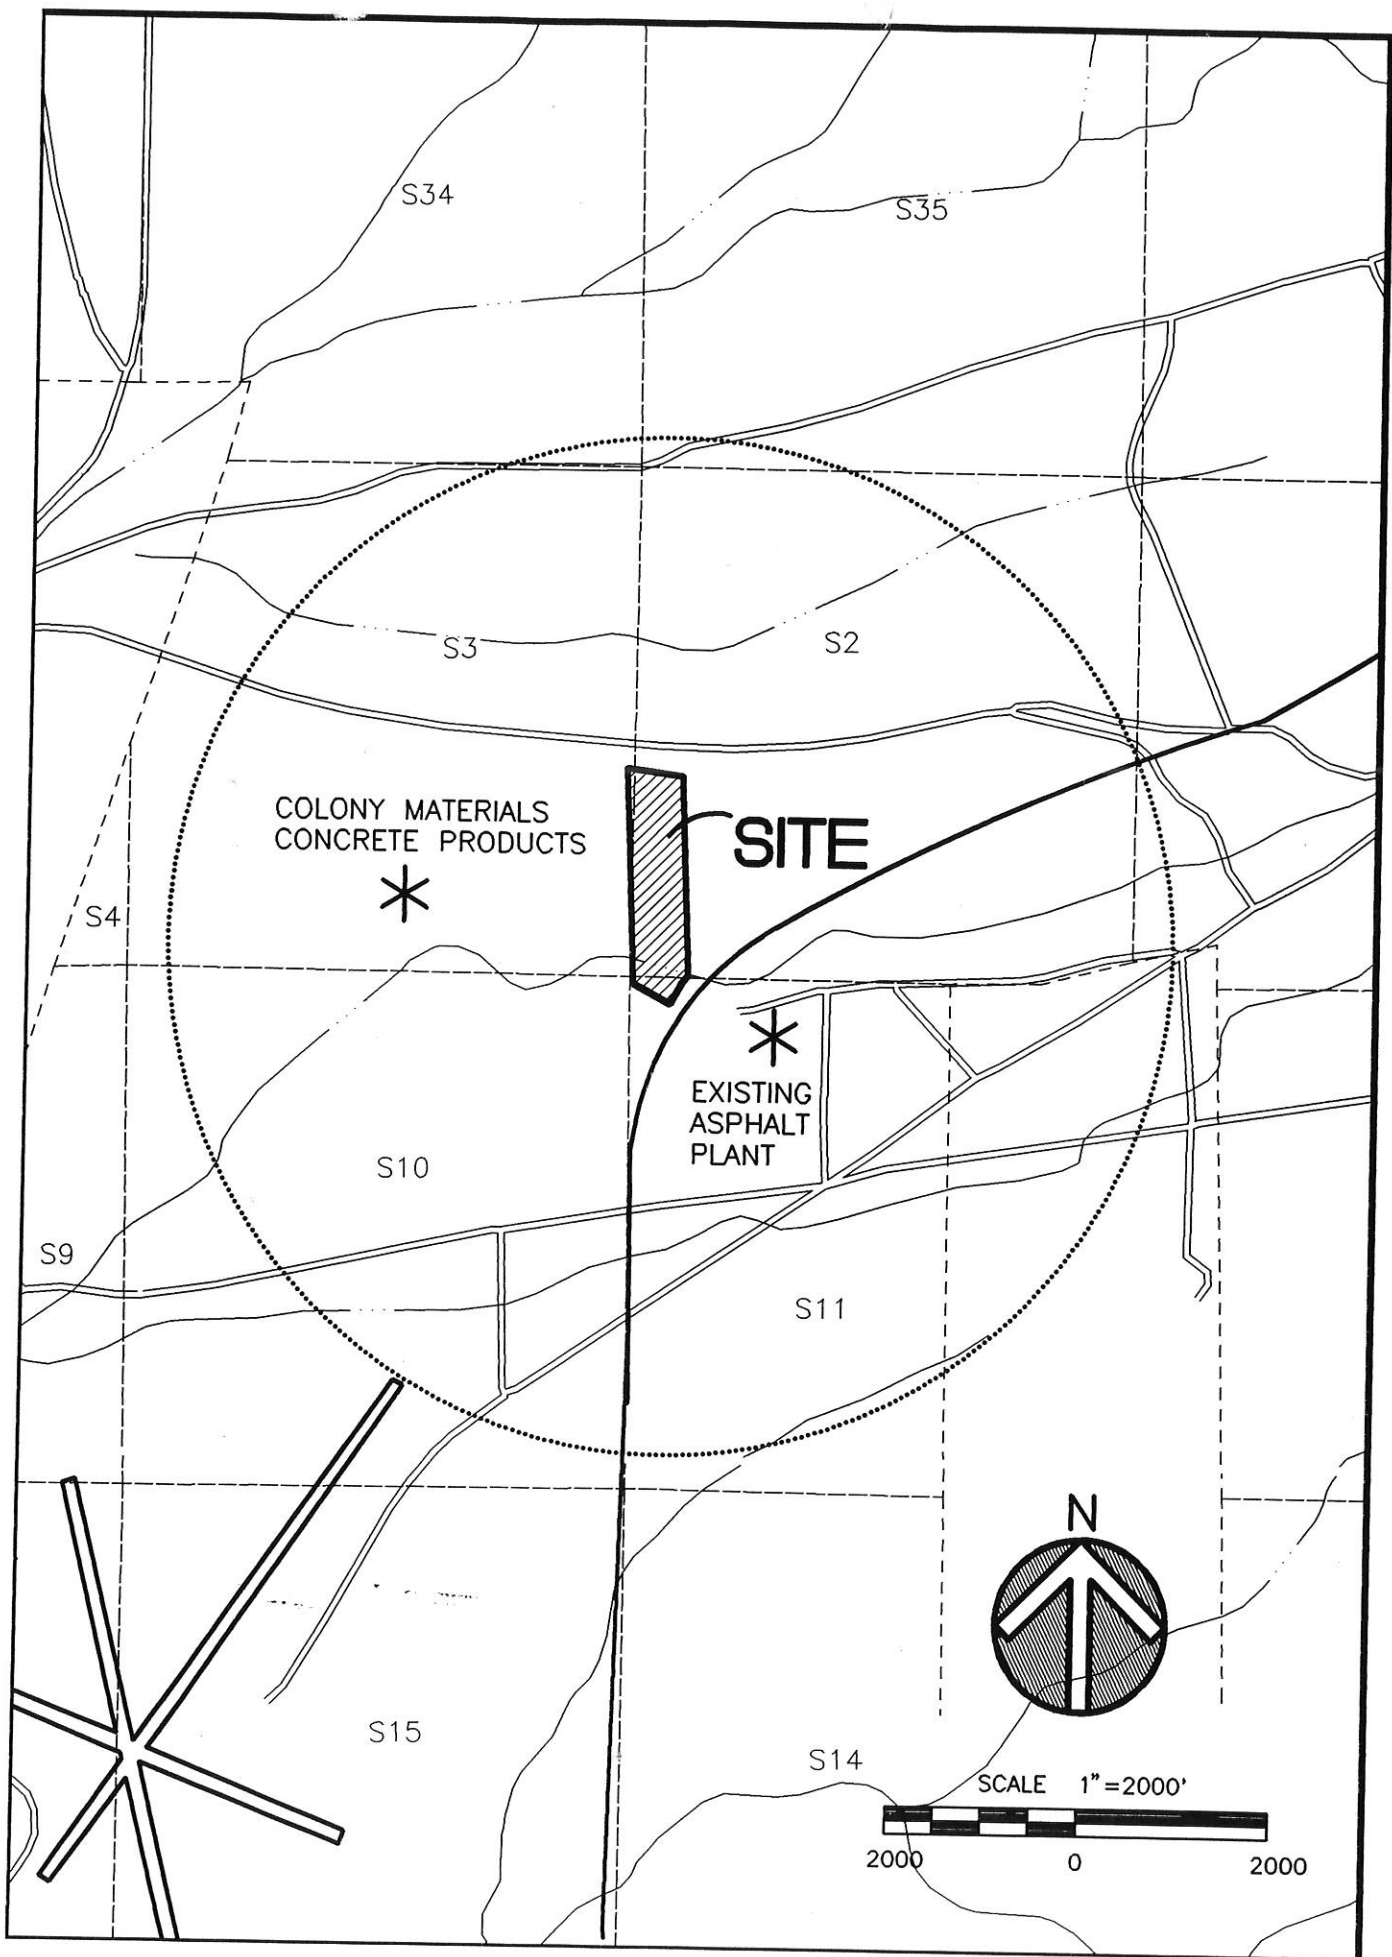 S34
S35
S3
S2
COLONY MATERIALS
CONCRETE PRODUCTS
SITE
S4
EXISTING
ASPHALT
PLANT
S10
S9
S11
N
S15
S14
SCALE 1"=2000'
2000 0 2000